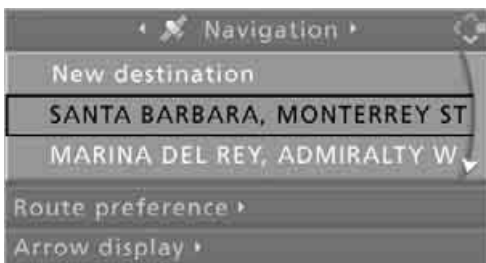 Navigation
New destination
SANTA BARBARA, MONTERREY ST
MARINA DEL REY, ADMIRALTY W
Route preference
Arrow display